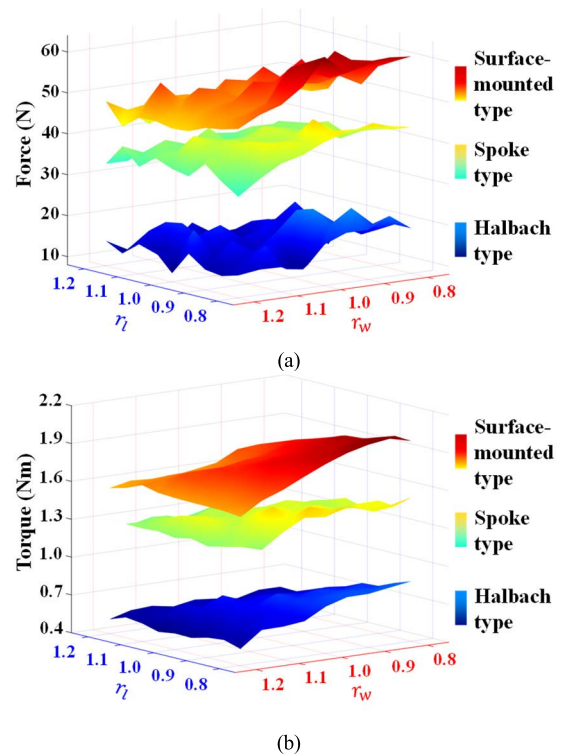 Force (N)
60
50
40
30
20
10
1.2
1.1
1.0
0.9
0.8
r_l
1.2
1.1
1.0
0.9
0.8
r_w
Surface-
mounted
type
Spoke
type
Halbach
type
(a)
Torque (Nm)
2.2
1.9
1.6
1.3
1.0
0.7
0.4
1.2
1.1
1.0
0.9
0.8
r_l
1.2
1.1
1.0
0.9
0.8
r_w
Surface-
mounted
type
Spoke
type
Halbach
type
(b)